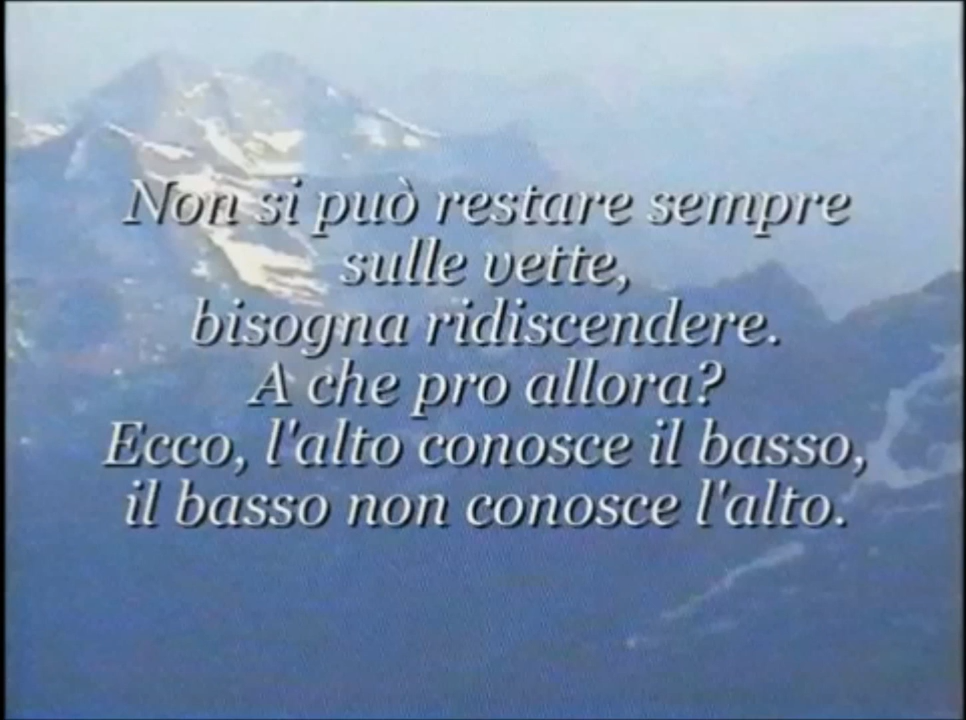 Non si può restare sempre
sulle vette,
bisogna ridiscendere.
A che pro allora?
Ecco, l'alto conosce il basso,
il basso non conosce l'alto.